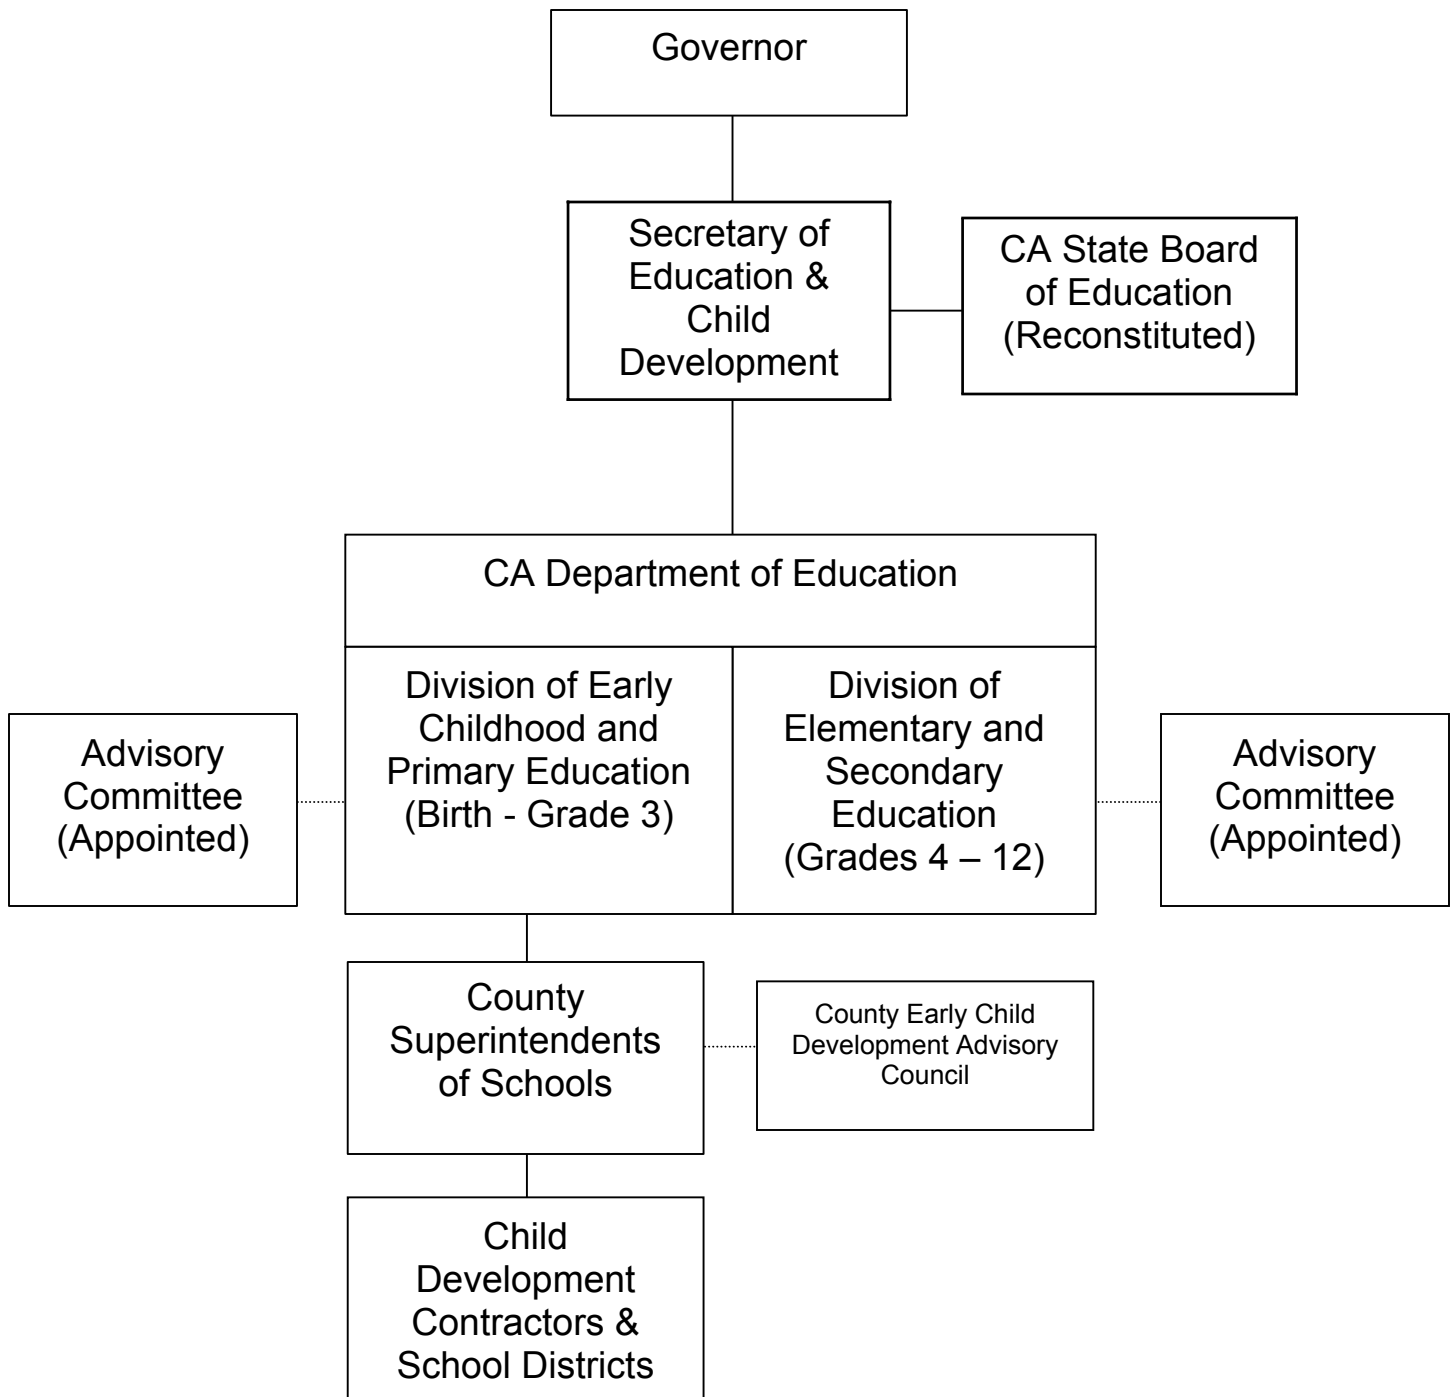 Governor
Secretary of
Education &
Child
Development
CA State Board
of Education
(Reconstituted)
CA Department of Education
Division of Early
Childhood and
Primary Education
(Birth - Grade 3)
Division of
Elementary and
Secondary
Education
(Grades 4 – 12)
Advisory
Committee
(Appointed)
Advisory
Committee
(Appointed)
County
Superintendents
of Schools
County Early Child
Development Advisory
Council
Child
Development
Contractors &
School Districts